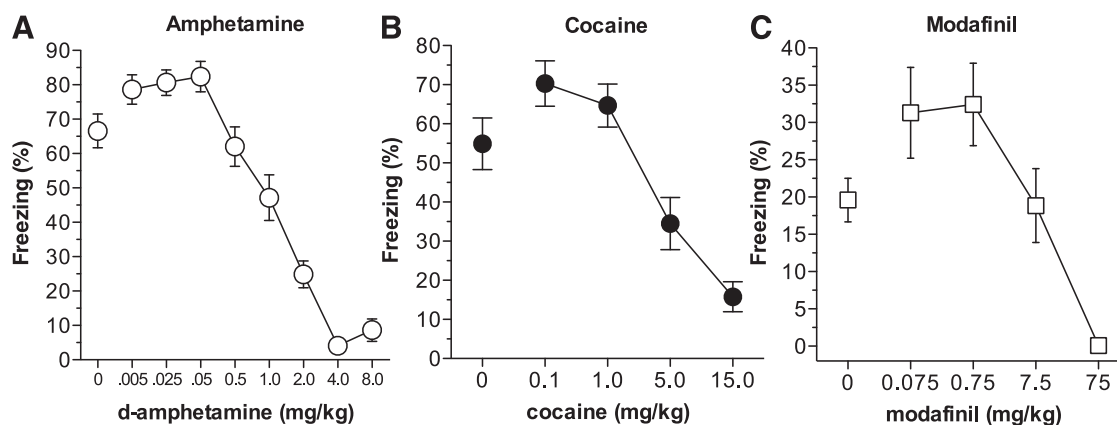 A
Amphetamine
Freezing (%)
90
80
70
60
50
40
30
20
10
0
0 .005 .025 .05 0.5 1.0 2.0 4.0 8.0
d-amphetamine (mg/kg)
B
Cocaine
Freezing (%)
80
70
60
50
40
30
20
10
0
0 0.1 1.0 5.0 15.0
cocaine (mg/kg)
C
Modafinil
Freezing (%)
40
35
30
25
20
15
10
5
0
0 0.075 0.75 7.5 75
modafinil (mg/kg)